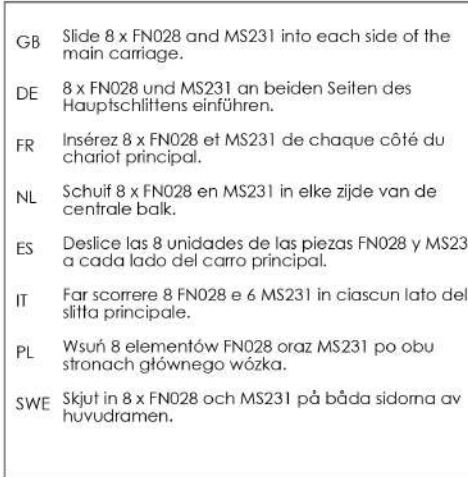 GB Slide 8 x FN028 and MS231 into each side of the
main carriage.
DE 8 x FN028 und MS231 an beiden Seiten des
Hauptschlittens einführen.
FR Insérez 8 x FN028 et MS231 de chaque côté du
chariot principal.
NL Schuif 8 x FN028 en MS231 in elke zijde van de
centrale balk.
ES Deslice las 8 unidades de las piezas FN028 y MS23
a cada lado del carro principal.
IT Far scorrere 8 FN028 e 6 MS231 in ciascun lato del
slitta principale.
PL Wsuń 8 elementów FN028 oraz MS231 po obu
stronach głównego wózka.
SWE Skjut in 8 x FN028 och MS231 på båda sidorna av
huvudramen.